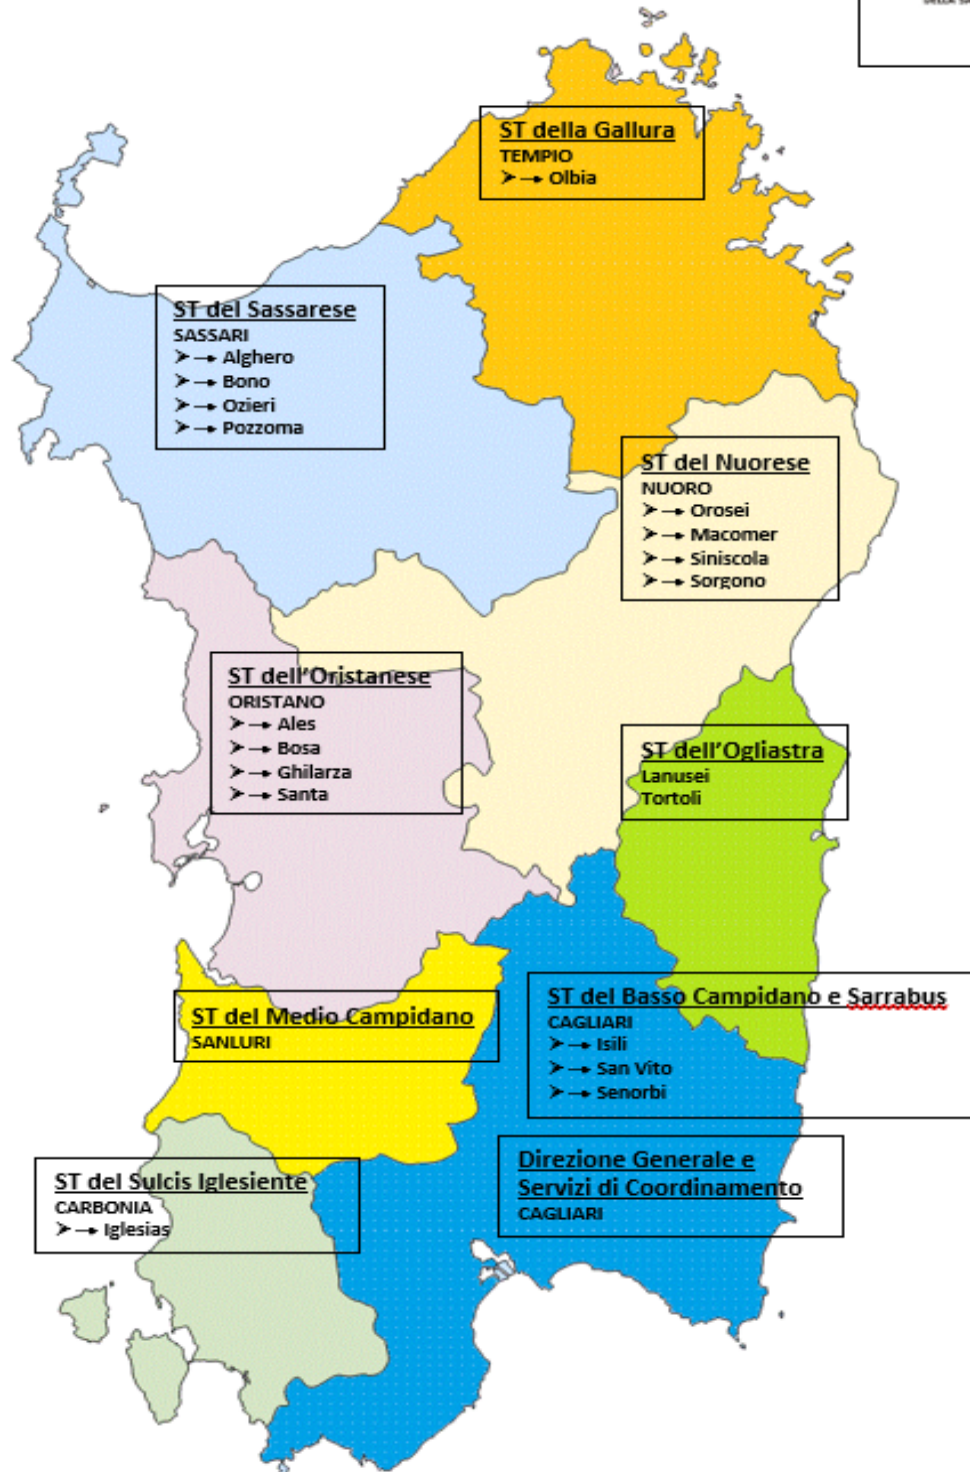 ST della Gallura
TEMPIO
➢→ Olbia
ST del Sassarese
SASSARI
➢→ Alghero
➢→ Bono
➢→ Ozieri
➢→ Pozzoma
ST del Nuorese
NUORO
➢→ Orosei
➢→ Macomer
➢→ Siniscola
➢→ Sorgono
ST dell'Oristanese
ORISTANO
➢→ Ales
➢→ Bosa
➢→ Ghilarza
➢→ Santa
ST dell'Ogliastra
Lanusei
Tortoli
ST del Basso Campidano e Sarrabus
CAGLIARI
➢→ Isili
➢→ San Vito
➢→ Senorbi
ST del Medio Campidano
SANLURI
Direzione Generale e
Servizi di Coordinamento
CAGLIARI
ST del Sulcis Iglesiente
CARBONIA
➢→ Iglesias